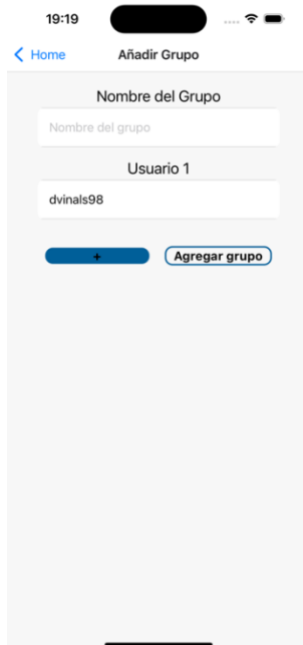 19:19
Home Añadir Grupo
Nombre del Grupo
Nombre del grupo
Usuario 1
dvinals98
+ Agregar grupo